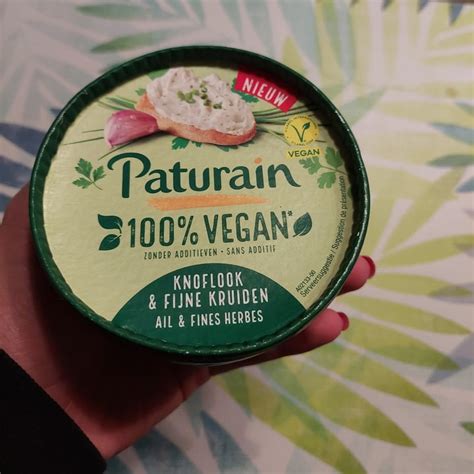 NIEUW
VEGAN
Paturain
100% VEGAN*
ZONDER ADDITIEVEN - SANS ADDITIF
KNOFLOOK
& FIJNE KRUIDEN
AIL & FINES HERBES
Serveersuggestie / Suggestion de présentation